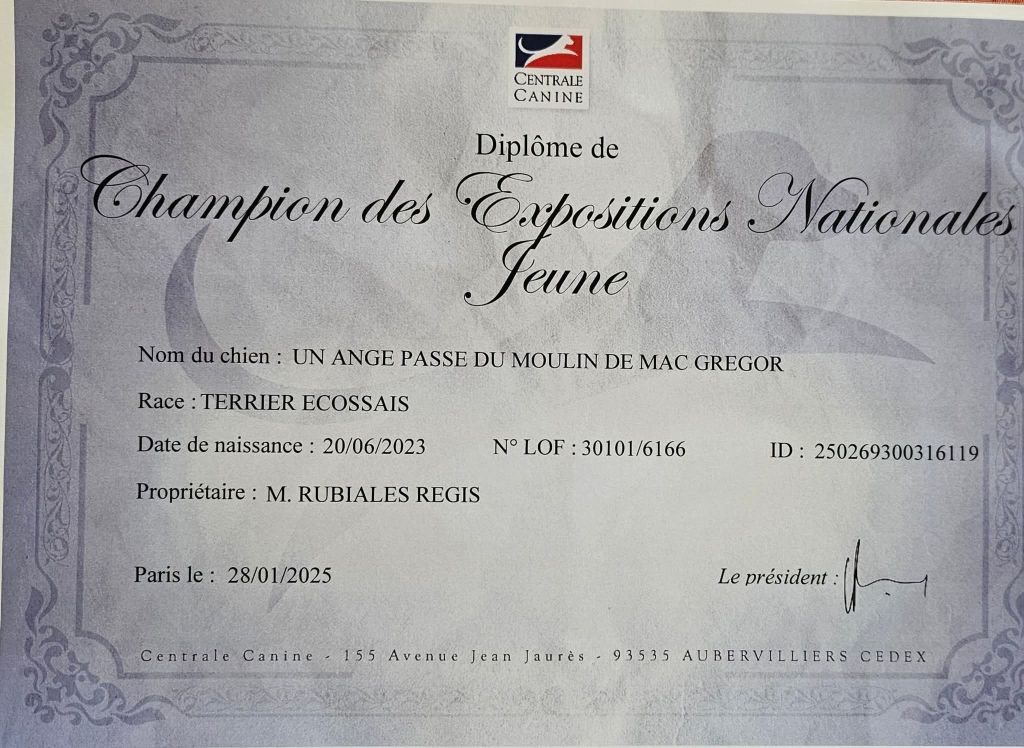 CENTRALE
CANINE
Diplôme de
Champion des Expositions Nationales
Jeune
Nom du chien : UN ANGE PASSE DU MOULIN DE MAC GREGOR
Race : TERRIER ECOSSAIS
Date de naissance : 20/06/2023 N° LOF : 30101/6166 ID : 250269300316119
Propriétaire : M. RUBIALES REGIS
Paris le : 28/01/2025 Le président :
Centrale Canine - 155 Avenue Jean Jaurès - 93535 AUBERVILLIERS CEDEX